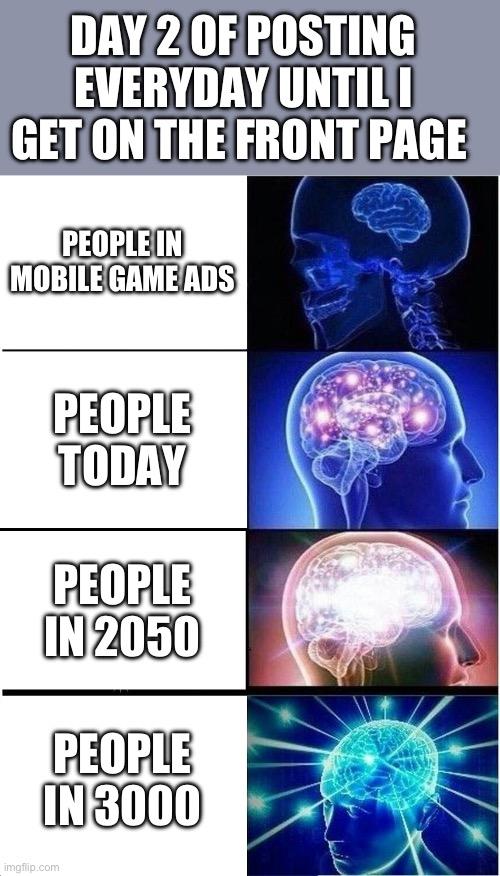 DAY 2 OF POSTING
EVERYDAY UNTIL I
GET ON THE FRONT PAGE
PEOPLE IN
MOBILE GAME ADS
PEOPLE
TODAY
PEOPLE
IN 2050
PEOPLE
IN 3000
imgflip.com